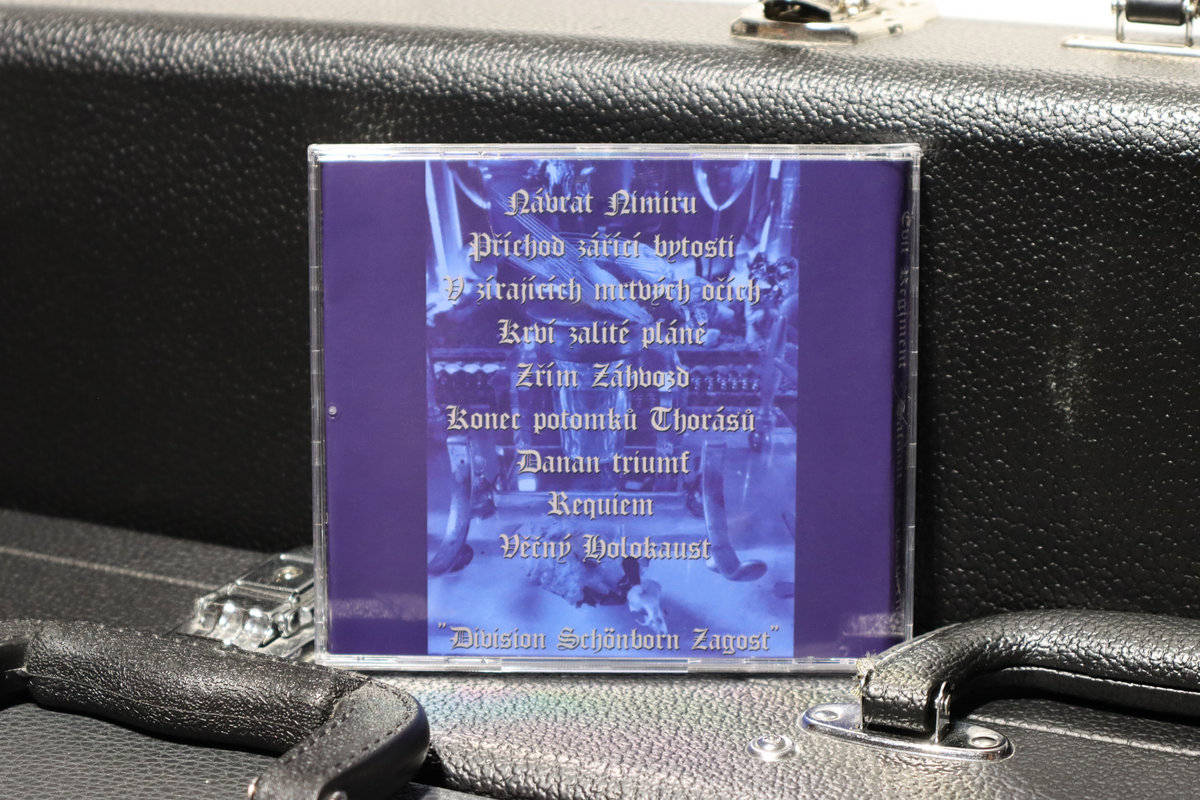 Návrat Nimiru
Příchod zářící bytosti
V zírajících mrtvých očích
Krví zalité pláně
Zřím Záhvozd
Konec potomků Thorásů
Danan triumf
Requiem
Věčný Holokaust
"Division Schönborn Zagost"
Regiment